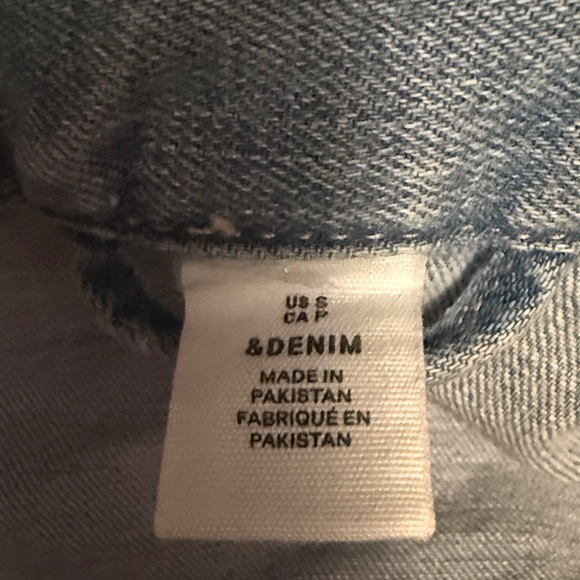 US S
CA P
&DENIM
MADE IN
PAKISTAN
FABRIQUÉ EN
PAKISTAN